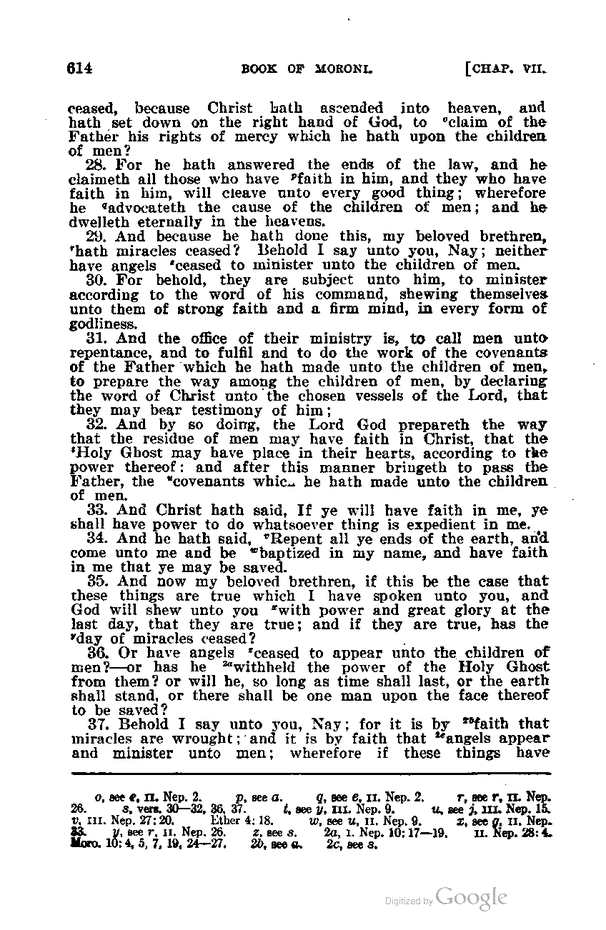 614 BOOK OF MORONI. [CHAP. VII.
ceased, because Christ hath ascended into heaven, and
hath set down on the right hand of God, to ᵒclaim of the
Father his rights of mercy which he hath upon the children
of men?
28. For he hath answered the ends of the law, and he
claimeth all those who have ᵖfaith in him, and they who have
faith in him, will cleave unto every good thing; wherefore
he qadvocateth the cause of the children of men; and he
dwelleth eternally in the heavens.
29. And because he hath done this, my beloved brethren,
ʳhath miracles ceased? Behold I say unto you, Nay; neither
have angels ˢceased to minister unto the children of men.
30. For behold, they are subject unto him, to minister
according to the word of his command, shewing themselves
unto them of strong faith and a firm mind, in every form of
godliness.
31. And the office of their ministry is, to call men unto
repentance, and to fulfil and to do the work of the covenants
of the Father which he hath made unto the children of men,
to prepare the way among the children of men, by declaring
the word of Christ unto the chosen vessels of the Lord, that
they may bear testimony of him;
32. And by so doing, the Lord God prepareth the way
that the residue of men may have faith in Christ, that the
ᵗHoly Ghost may have place in their hearts, according to the
power thereof: and after this manner bringeth to pass the
Father, the ᵘcovenants which he hath made unto the children
of men.
33. And Christ hath said, If ye will have faith in me, ye
shall have power to do whatsoever thing is expedient in me.
34. And he hath said, ᵛRepent all ye ends of the earth, and
come unto me and be ʷbaptized in my name, and have faith
in me that ye may be saved.
35. And now my beloved brethren, if this be the case that
these things are true which I have spoken unto you, and
God will shew unto you ˣwith power and great glory at the
last day, that they are true; and if they are true, has the
ʸday of miracles ceased?
36. Or have angels ᶻceased to appear unto the children of
men?—or has he ²ᵃwithheld the power of the Holy Ghost
from them? or will he, so long as time shall last, or the earth
shall stand, or there shall be one man upon the face thereof
to be saved?
37. Behold I say unto you, Nay; for it is by ²ᵇfaith that
miracles are wrought; and it is by faith that ²ᶜangels appear
and minister unto men; wherefore if these things have
o, see e, II. Nep. 2. p, see a. q, see e, II. Nep. 2. r, see r, II. Nep.
26. s, vers. 30—32, 36, 37. t, see y, III. Nep. 9. u, see j, III. Nep. 15.
v, III. Nep. 27:20. Ether 4:18. w, see u, II. Nep. 9. x, see g, II. Nep.
33. y, see r, II. Nep. 26. z, see s. 2a, I. Nep. 10:17—19. II. Nep. 28:4.
Moro. 10:4, 5, 7, 19, 24—27. 2b, see a. 2c, see s.
Digitized by Google